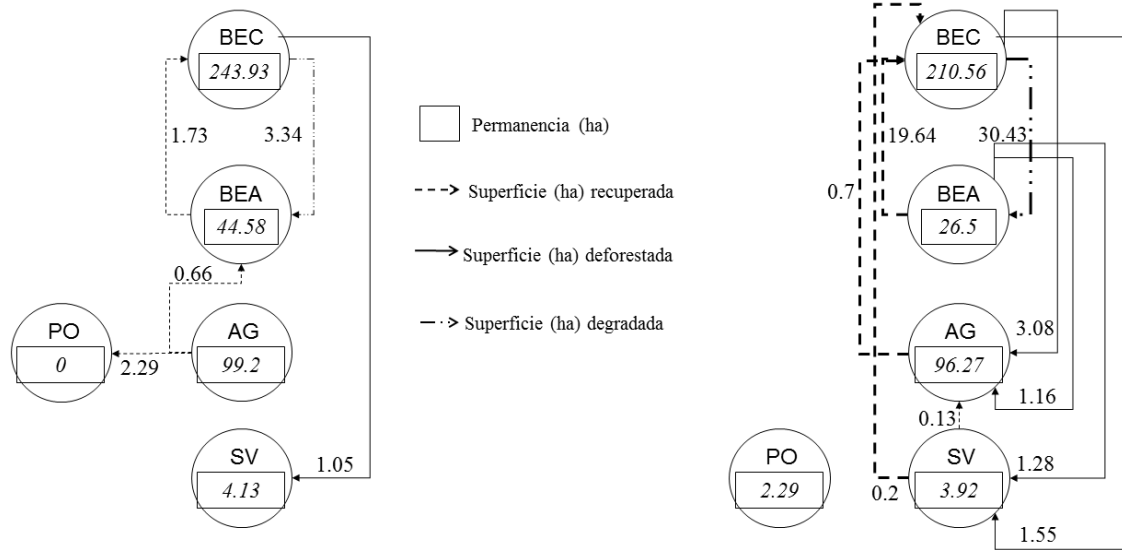 BEC
243.93
1.73
3.34
BEA
44.58
0.66
PO
0
2.29
AG
99.2
SV
4.13
1.05
Permanencia (ha)
Superficie (ha) recuperada
Superficie (ha) deforestada
Superficie (ha) degradada
BEC
210.56
19.64
30.43
0.7
BEA
26.5
AG
96.27
3.08
1.16
0.13
PO
2.29
SV
3.92
0.2
1.28
1.55